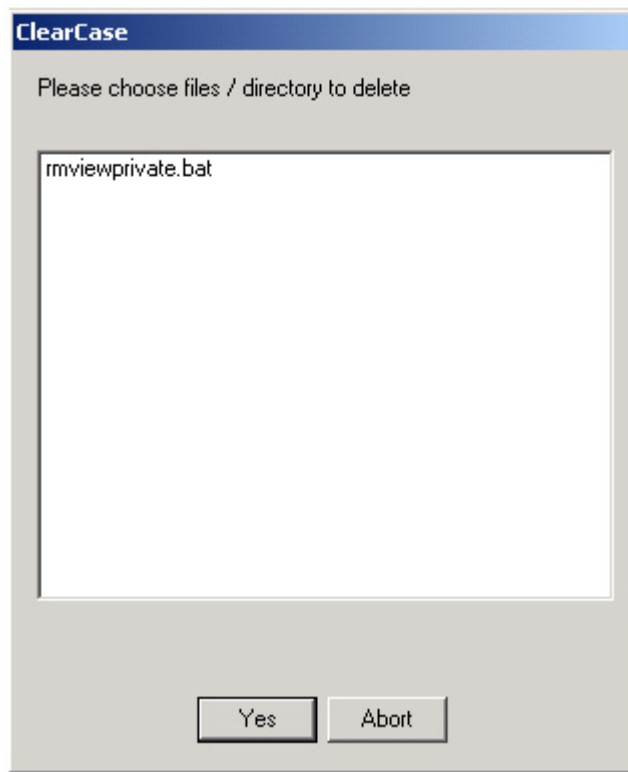 ClearCase
Please choose files / directory to delete
rmviewprivate.bat
Yes
Abort